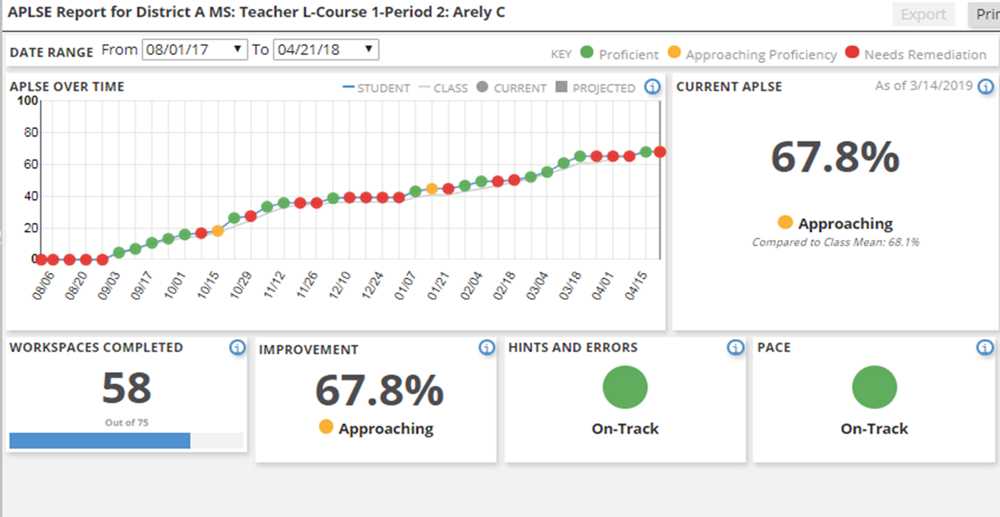 APLSE Report for District A MS: Teacher L-Course 1-Period 2: Arely C
Export
DATE RANGE From 08/01/17 To 04/21/18
KEY Proficient Approaching Proficiency Needs Remediation
APLSE OVER TIME
STUDENT CLASS CURRENT PROJECTED
100
80
60
40
20
0
08/06 08/20 09/03 09/17 10/01 10/15 10/29 11/12 11/26 12/10 12/24 01/07 01/21 02/04 02/18 03/04 03/18 04/01 04/15
CURRENT APLSE As of 3/14/2019
67.8%
Approaching
Compared to Class Mean: 68.1%
WORKSPACES COMPLETED
58
Out of 75
IMPROVEMENT
67.8%
Approaching
HINTS AND ERRORS
On-Track
PACE
On-Track